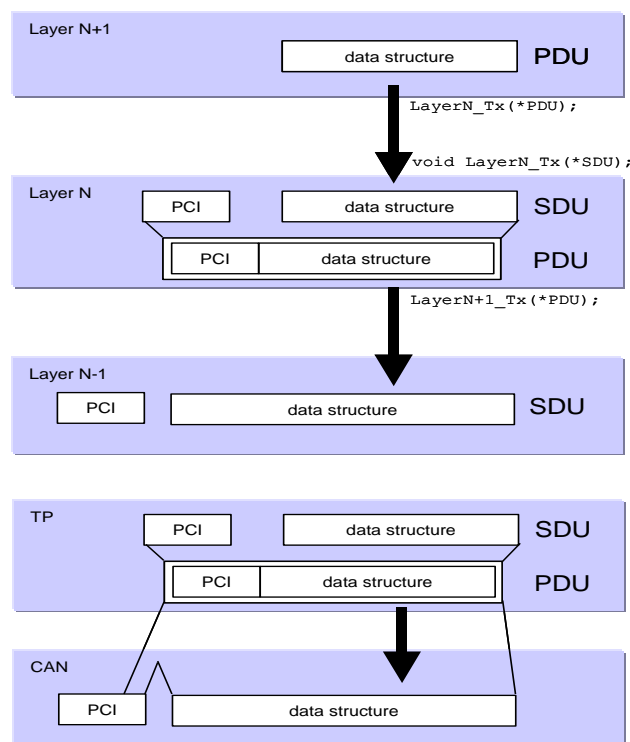 Layer N+1
data structure PDU
LayerN_Tx(*PDU);
void LayerN_Tx(*SDU);
Layer N
PCI data structure SDU
PCI data structure PDU
LayerN+1_Tx(*PDU);
Layer N-1
PCI data structure SDU
TP
PCI data structure SDU
PCI data structure PDU
CAN
PCI data structure